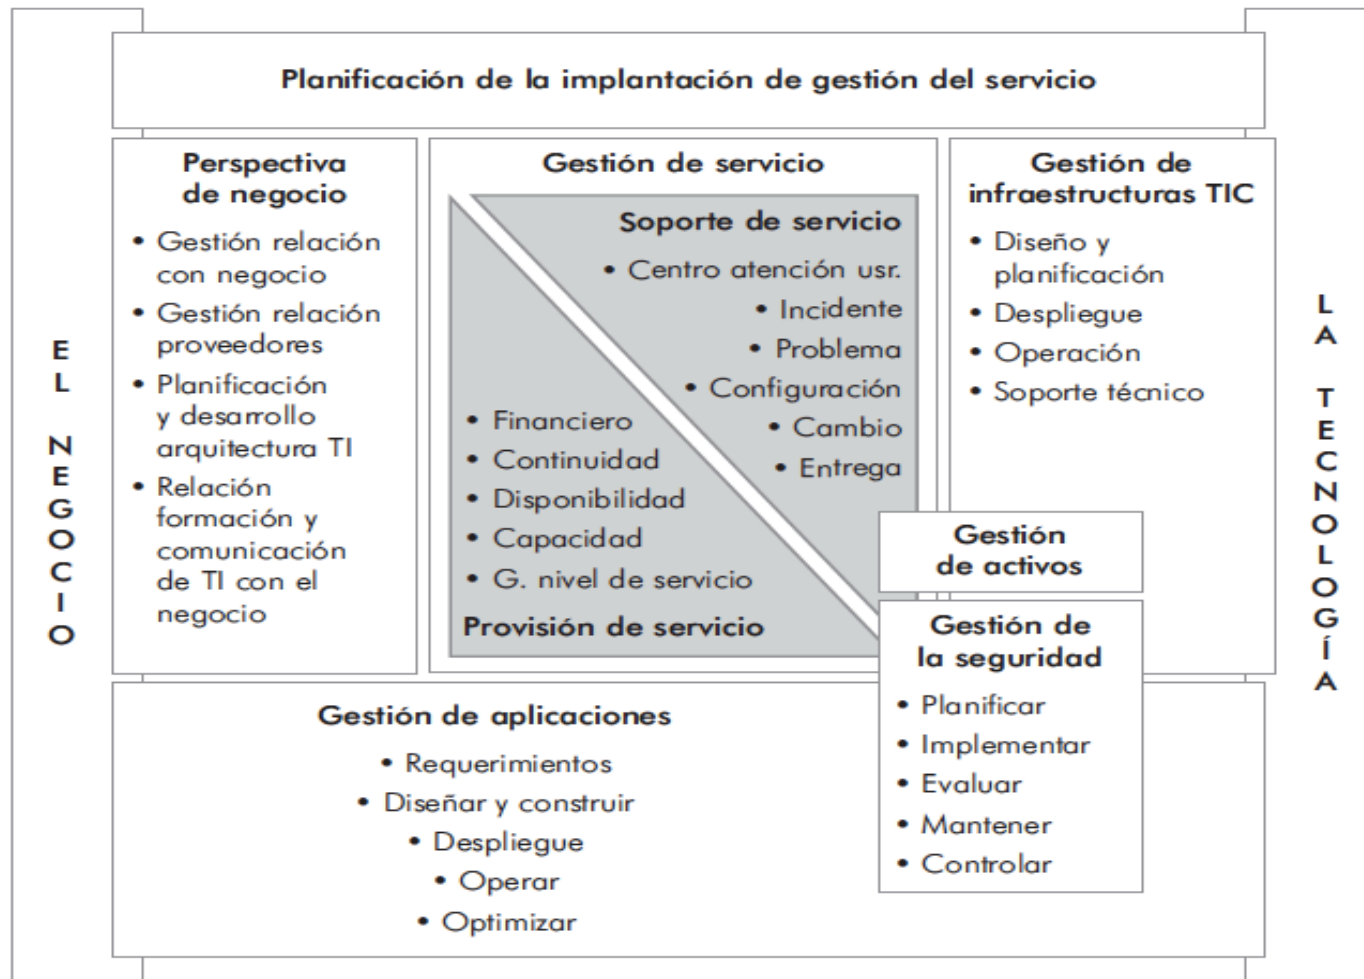 Planificación de la implantación de gestión del servicio
EL NEGOCIO
Perspectiva
de negocio
• Gestión relación
con negocio
• Gestión relación
proveedores
• Planificación
y desarrollo
arquitectura TI
• Relación
formación y
comunicación
de TI con el
negocio
Gestión de servicio
Soporte de servicio
• Centro atención usr.
• Incidente
• Problema
• Configuración
• Cambio
• Entrega
• Financiero
• Continuidad
• Disponibilidad
• Capacidad
• G. nivel de servicio
Provisión de servicio
Gestión de
infraestructuras TIC
• Diseño y
planificación
• Despliegue
• Operación
• Soporte técnico
LA TECNOLOGÍA
Gestión
de activos
Gestión de
la seguridad
• Planificar
• Implementar
• Evaluar
• Mantener
• Controlar
Gestión de aplicaciones
• Requerimientos
• Diseñar y construir
• Despliegue
• Operar
• Optimizar